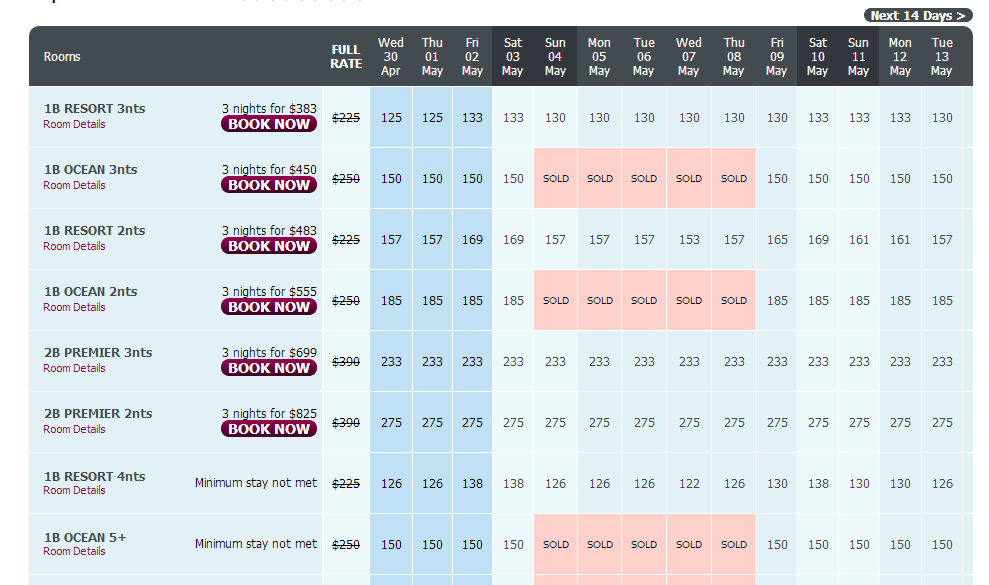 Next 14 Days >
Rooms FULL RATE Wed 30 Apr Thu 01 May Fri 02 May Sat 03 May Sun 04 May Mon 05 May Tue 06 May Wed 07 May Thu 08 May Fri 09 May Sat 10 May Sun 11 May Mon 12 May Tue 13 May
1B RESORT 3nts 3 nights for $383
Room Details BOOK NOW $225 125 125 133 133 130 130 130 130 130 130 133 133 133 130
1B OCEAN 3nts 3 nights for $450
Room Details BOOK NOW $250 150 150 150 150 SOLD SOLD SOLD SOLD SOLD 150 150 150 150 150
1B RESORT 2nts 3 nights for $483
Room Details BOOK NOW $225 157 157 169 169 157 157 157 153 157 165 169 161 161 157
1B OCEAN 2nts 3 nights for $555
Room Details BOOK NOW $250 185 185 185 185 SOLD SOLD SOLD SOLD SOLD 185 185 185 185 185
2B PREMIER 3nts 3 nights for $699
Room Details BOOK NOW $390 233 233 233 233 233 233 233 233 233 233 233 233 233 233
2B PREMIER 2nts 3 nights for $825
Room Details BOOK NOW $390 275 275 275 275 275 275 275 275 275 275 275 275 275 275
1B RESORT 4nts Minimum stay not met $225 126 126 138 138 126 126 126 122 126 130 138 130 130 126
Room Details
1B OCEAN 5+ Minimum stay not met $250 150 150 150 150 SOLD SOLD SOLD SOLD SOLD 150 150 150 150 150
Room Details